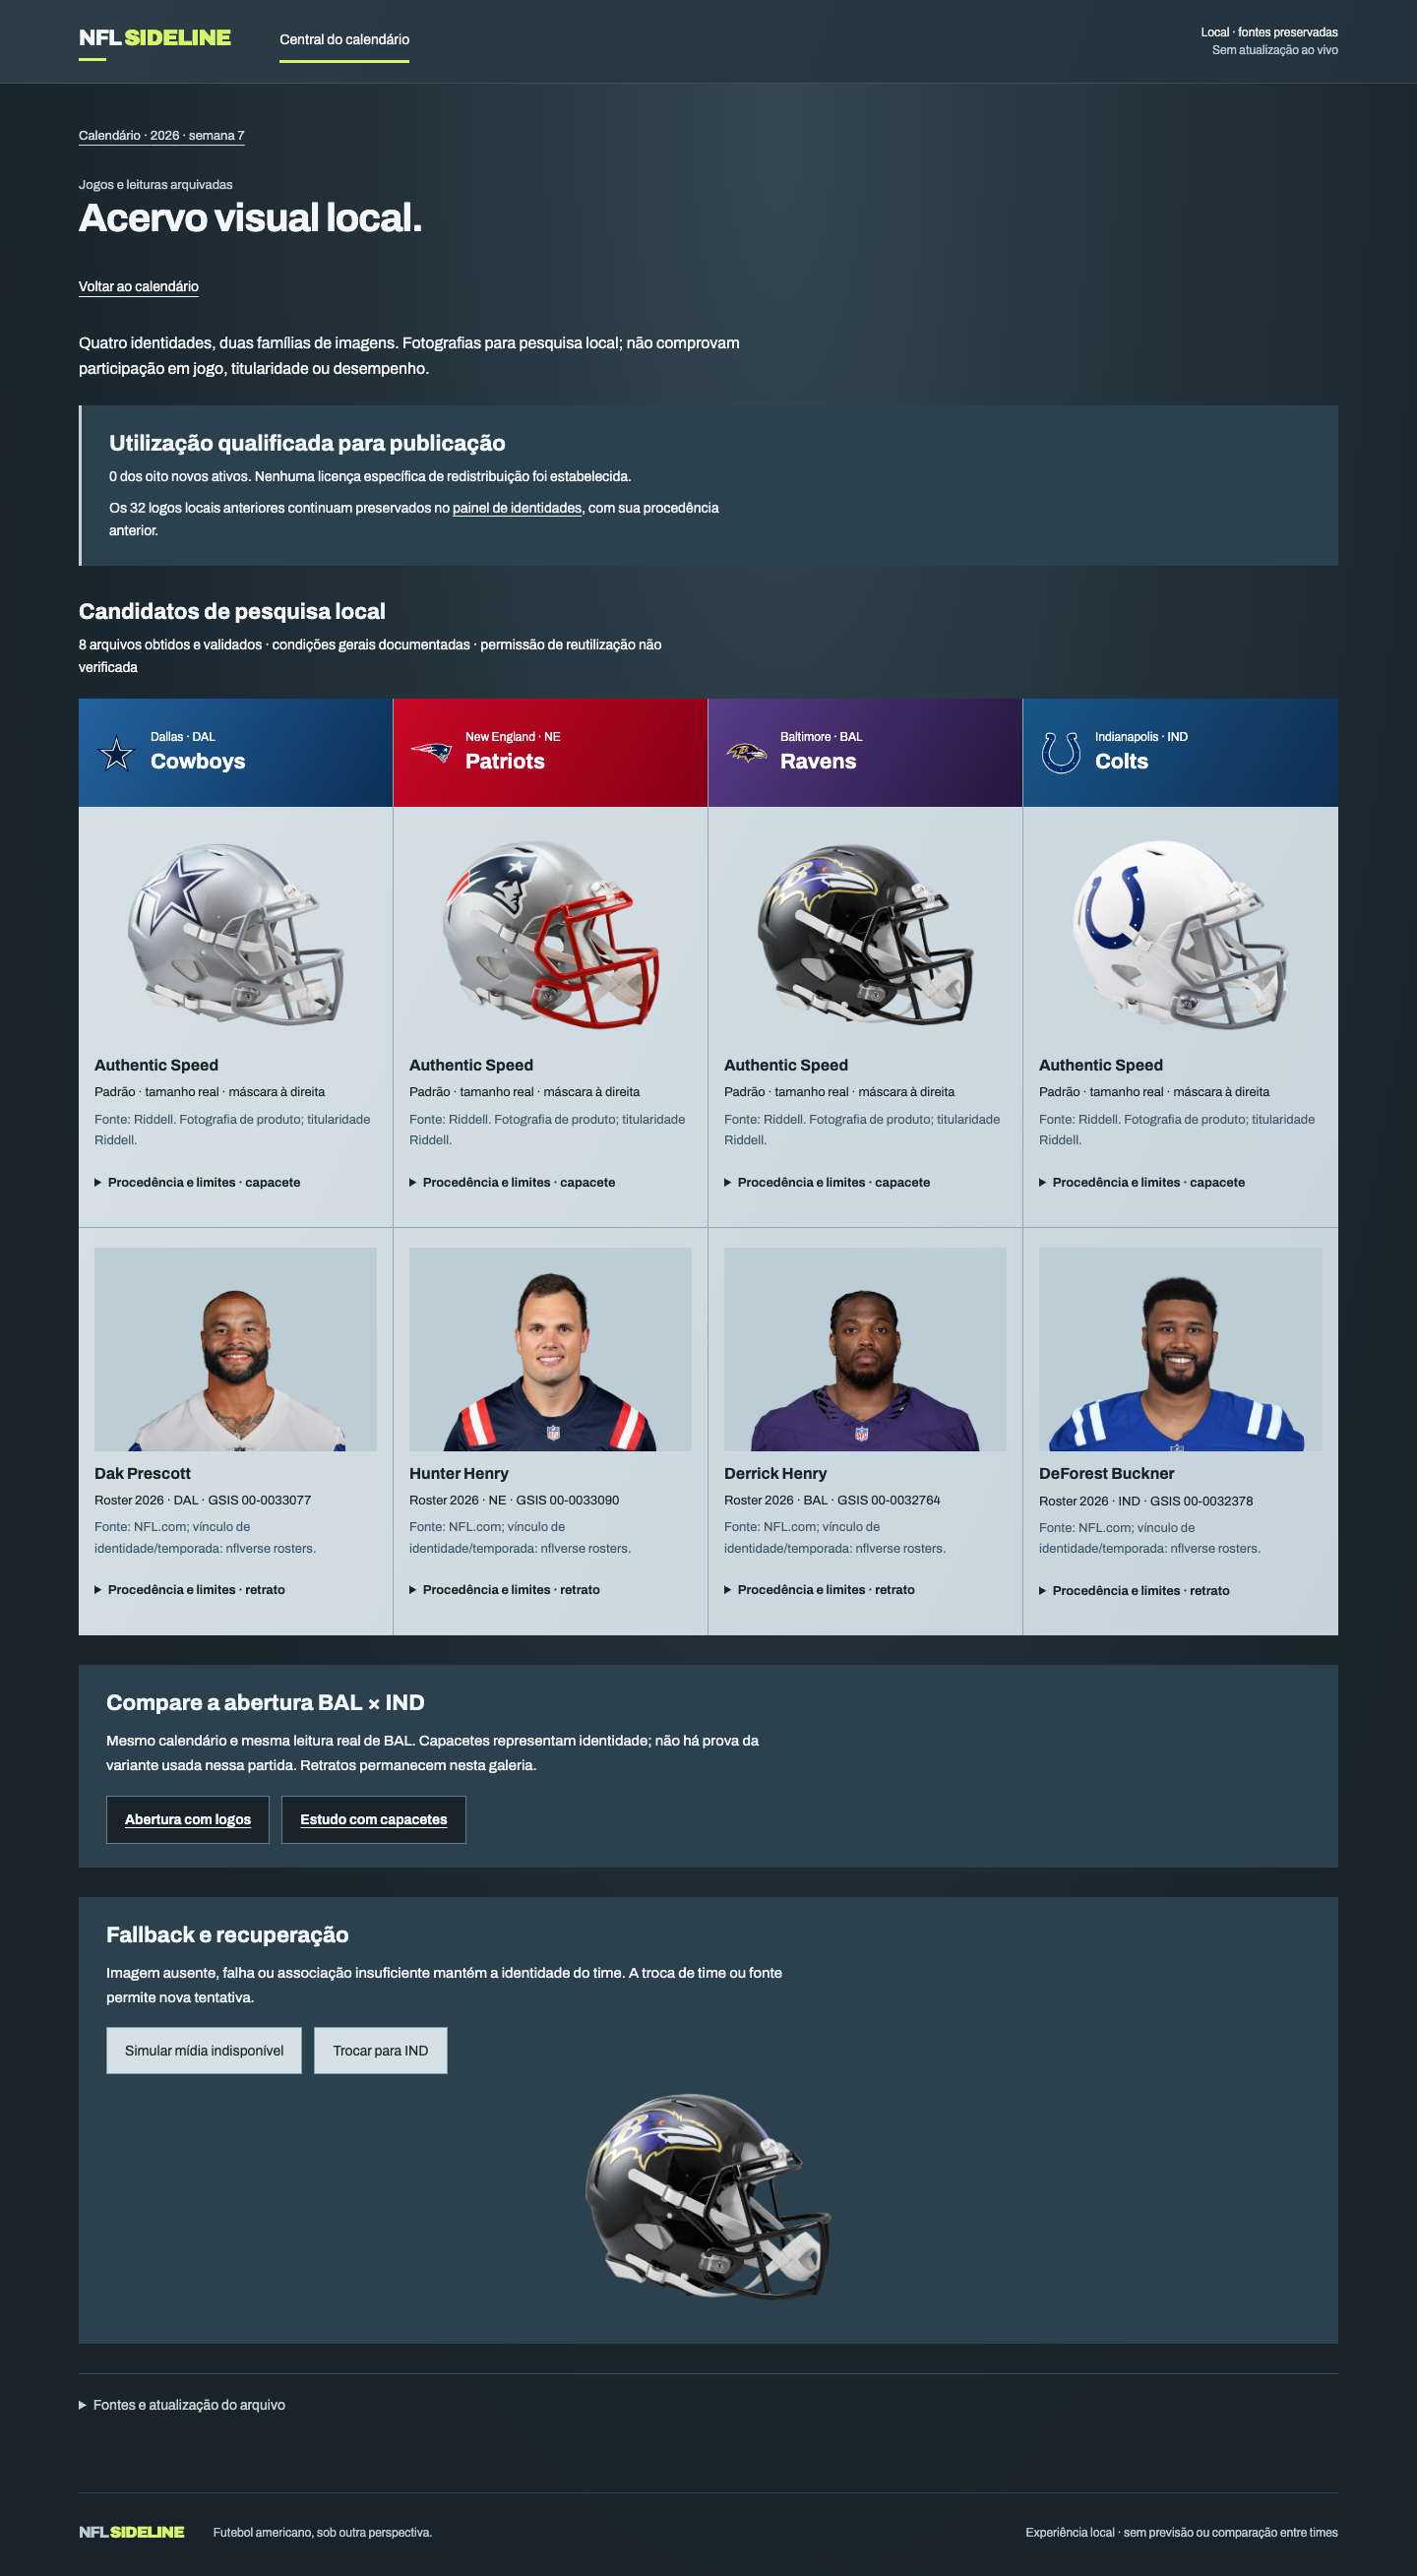 NFL SIDELINE
Central do calendário
Local · fontes preservadas
Sem atualização ao vivo
Calendário · 2026 · semana 7
Jogos e leituras arquivadas
Acervo visual local.
Voltar ao calendário
Quatro identidades, duas famílias de imagens. Fotografias para pesquisa local; não comprovam
participação em jogo, titularidade ou desempenho.
Utilização qualificada para publicação
0 dos oito novos ativos. Nenhuma licença específica de redistribuição foi estabelecida.
Os 32 logos locais anteriores continuam preservados no painel de identidades, com sua procedência
anterior.
Candidatos de pesquisa local
8 arquivos obtidos e validados · condições gerais documentadas · permissão de reutilização não
verificada
Dallas · DAL
Cowboys
New England · NE
Patriots
Baltimore · BAL
Ravens
Indianapolis · IND
Colts
Authentic Speed
Padrão · tamanho real · máscara à direita
Fonte: Riddell. Fotografia de produto; titularidade
Riddell.
▶ Procedência e limites · capacete
Authentic Speed
Padrão · tamanho real · máscara à direita
Fonte: Riddell. Fotografia de produto; titularidade
Riddell.
▶ Procedência e limites · capacete
Authentic Speed
Padrão · tamanho real · máscara à direita
Fonte: Riddell. Fotografia de produto; titularidade
Riddell.
▶ Procedência e limites · capacete
Authentic Speed
Padrão · tamanho real · máscara à direita
Fonte: Riddell. Fotografia de produto; titularidade
Riddell.
▶ Procedência e limites · capacete
Dak Prescott
Roster 2026 · DAL · GSIS 00-0033077
Fonte: NFL.com; vínculo de
identidade/temporada: nflverse rosters.
▶ Procedência e limites · retrato
Hunter Henry
Roster 2026 · NE · GSIS 00-0033090
Fonte: NFL.com; vínculo de
identidade/temporada: nflverse rosters.
▶ Procedência e limites · retrato
Derrick Henry
Roster 2026 · BAL · GSIS 00-0032764
Fonte: NFL.com; vínculo de
identidade/temporada: nflverse rosters.
▶ Procedência e limites · retrato
DeForest Buckner
Roster 2026 · IND · GSIS 00-0032378
Fonte: NFL.com; vínculo de
identidade/temporada: nflverse rosters.
▶ Procedência e limites · retrato
Compare a abertura BAL × IND
Mesmo calendário e mesma leitura real de BAL. Capacetes representam identidade; não há prova da
variante usada nessa partida. Retratos permanecem nesta galeria.
Abertura com logos
Estudo com capacetes
Fallback e recuperação
Imagem ausente, falha ou associação insuficiente mantém a identidade do time. A troca de time ou fonte
permite nova tentativa.
Simular mídia indisponível
Trocar para IND
▶ Fontes e atualização do arquivo
NFL SIDELINE
Futebol americano, sob outra perspectiva.
Experiência local · sem previsão ou comparação entre times